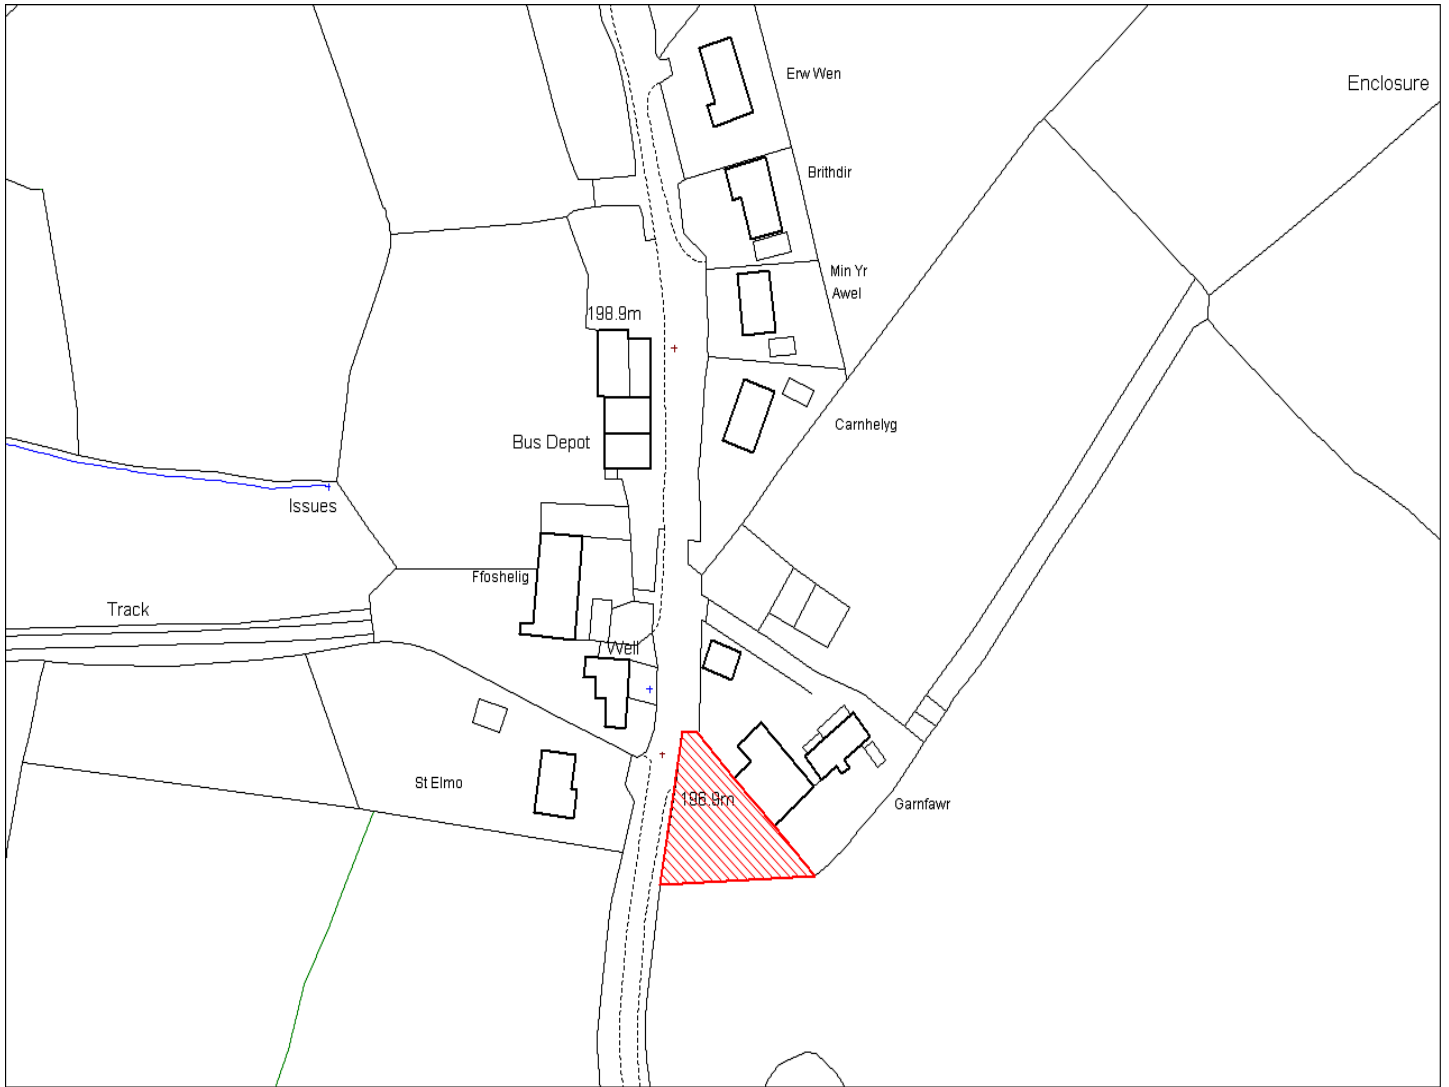 Erw Wen
Enclosure
Brithdir
Min Yr
Awel
198.9m
Carnhelyg
Bus Depot
Issues
Ffoshelig
Track
Well
St Elmo
196.9m
Garnfawr